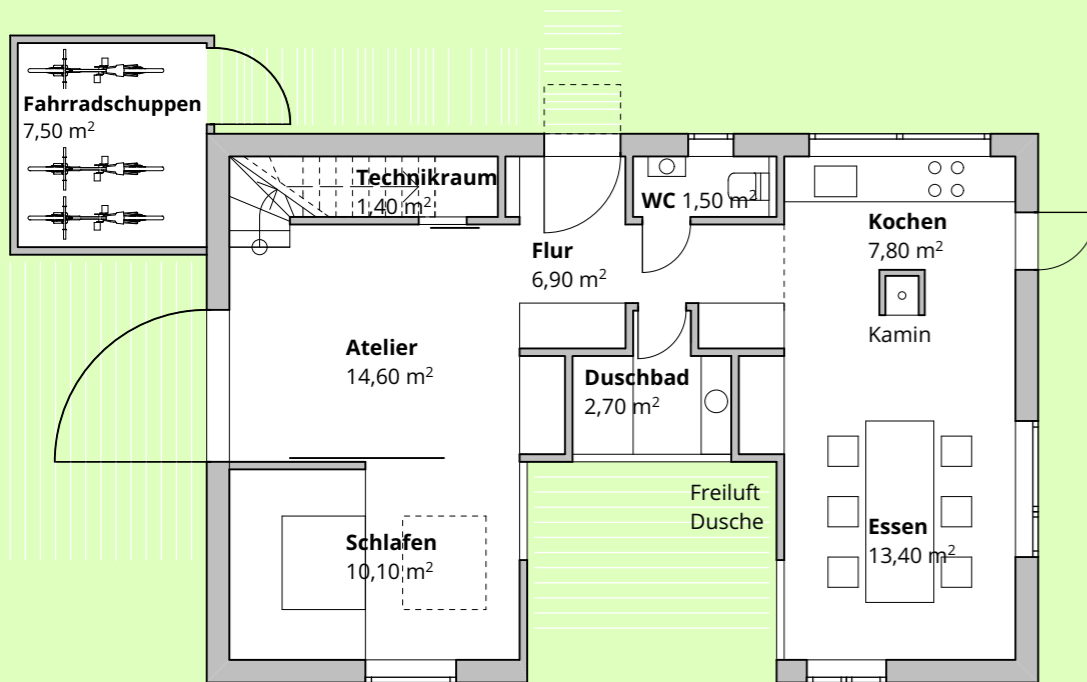 Fahrradschuppen
7,50 m²
Technikraum
1,40 m²
WC 1,50 m²
Kochen
7,80 m²
Flur
6,90 m²
Kamin
Atelier
14,60 m²
Duschbad
2,70 m²
Freiluft
Dusche
Schlafen
10,10 m²
Essen
13,40 m²